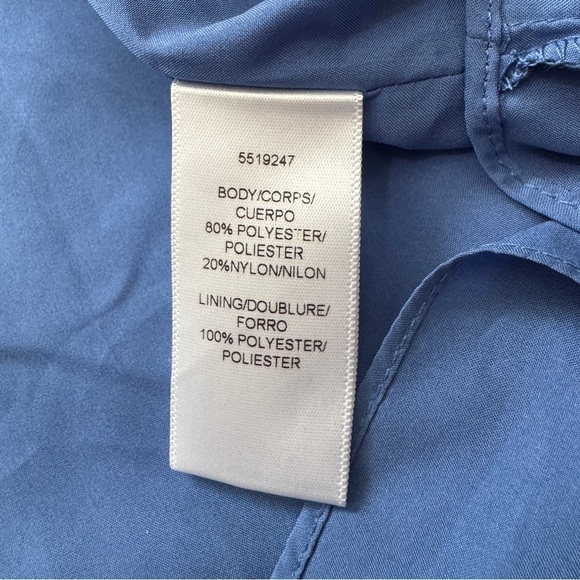 5519247
BODY/CORPS/
CUERPO
80% POLYESTER/
POLIESTER
20%NYLON/NILON
LINING/DOUBLURE/
FORRO
100% POLYESTER/
POLIESTER